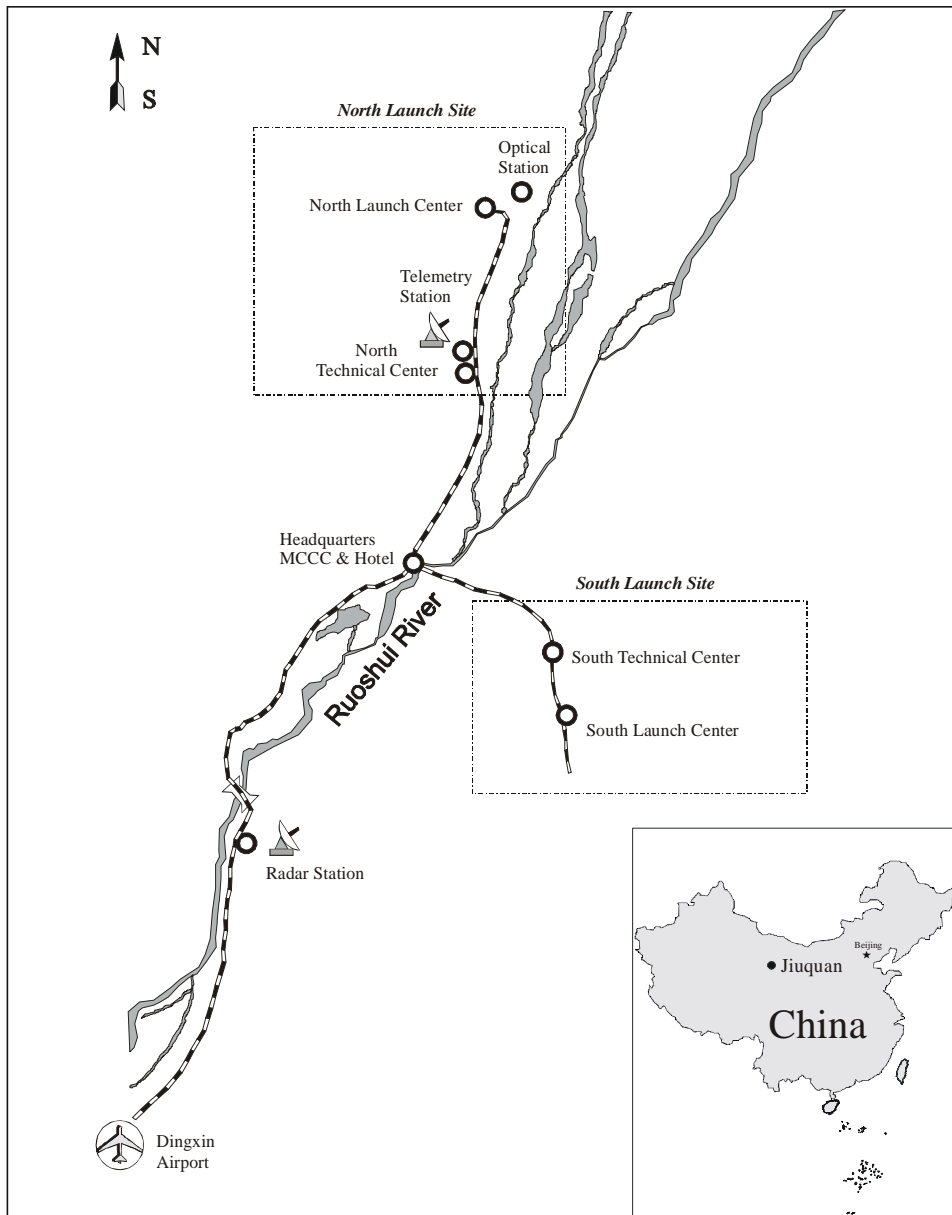 N
S
North Launch Site
Optical
Station
North Launch Center
Telemetry
Station
North
Technical Center
Headquarters
MCCC & Hotel
South Launch Site
Ruoshui River
South Technical Center
South Launch Center
Radar Station
Beijing
Jiuquan
China
Dingxin
Airport